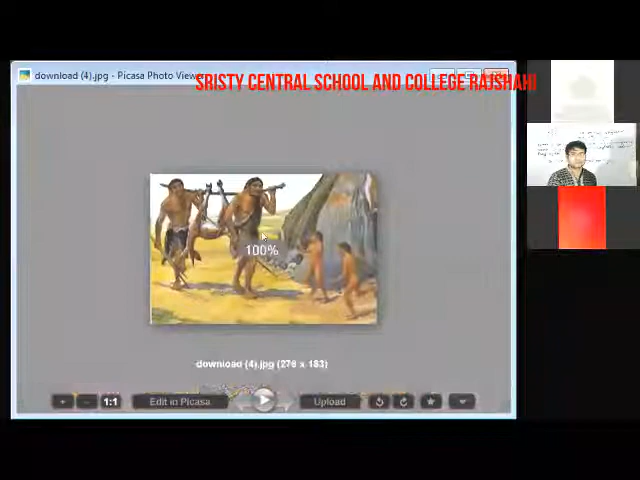 download (4).jpg - Picasa Photo Viewer
SRISTY CENTRAL SCHOOL AND COLLEGE RAJSHAHI
100%
download (4).jpg (276 x 183)
1:1
Edit in Picasa
Upload